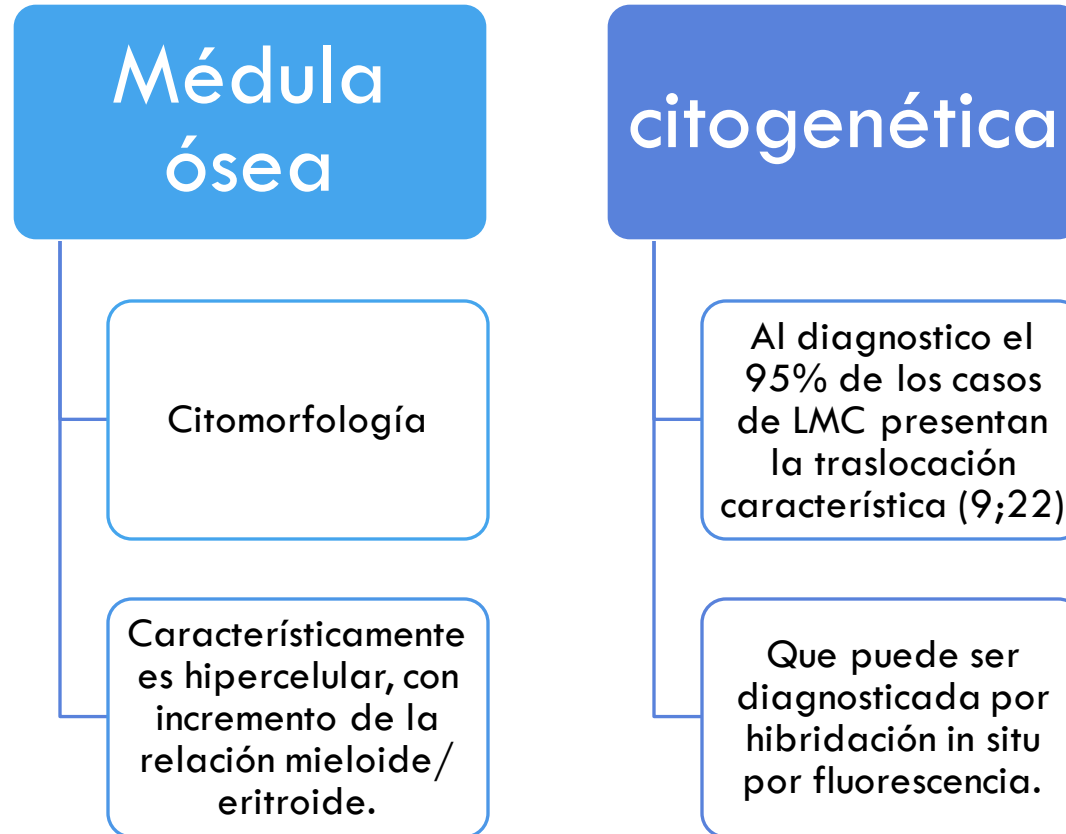 Médula
ósea
Citomorfología
Característicamente
es hipercelular, con
incremento de la
relación mieloide/
eritroide.
citogenética
Al diagnostico el
95% de los casos
de LMC presentan
la traslocación
característica (9;22)
Que puede ser
diagnosticada por
hibridación in situ
por fluorescencia.